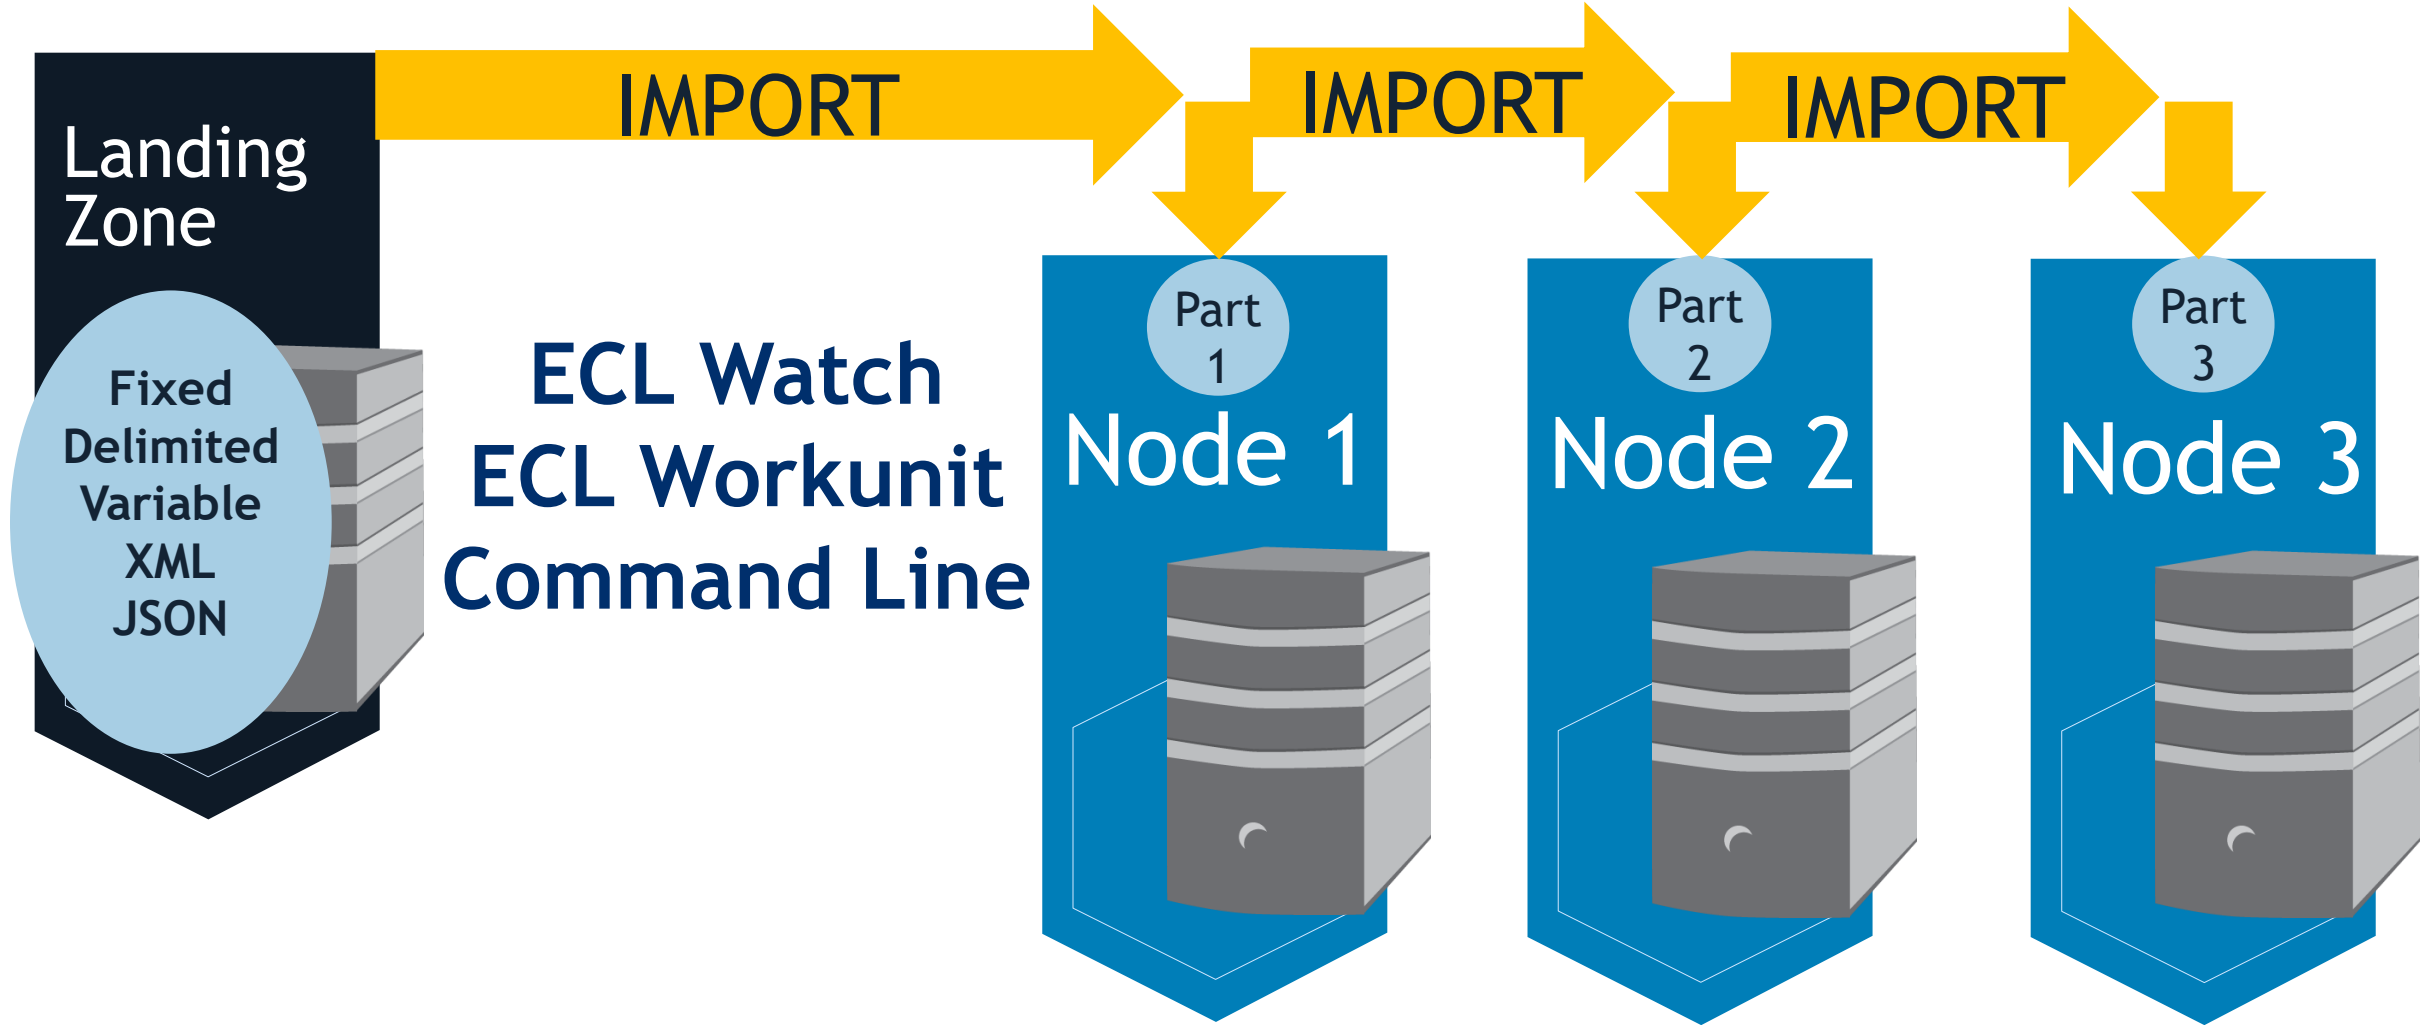 IMPORT
IMPORT
IMPORT
Landing
Zone
Fixed
Delimited
Variable
XML
JSON
ECL Watch
ECL Workunit
Command Line
Part
1
Node 1
Part
2
Node 2
Part
3
Node 3